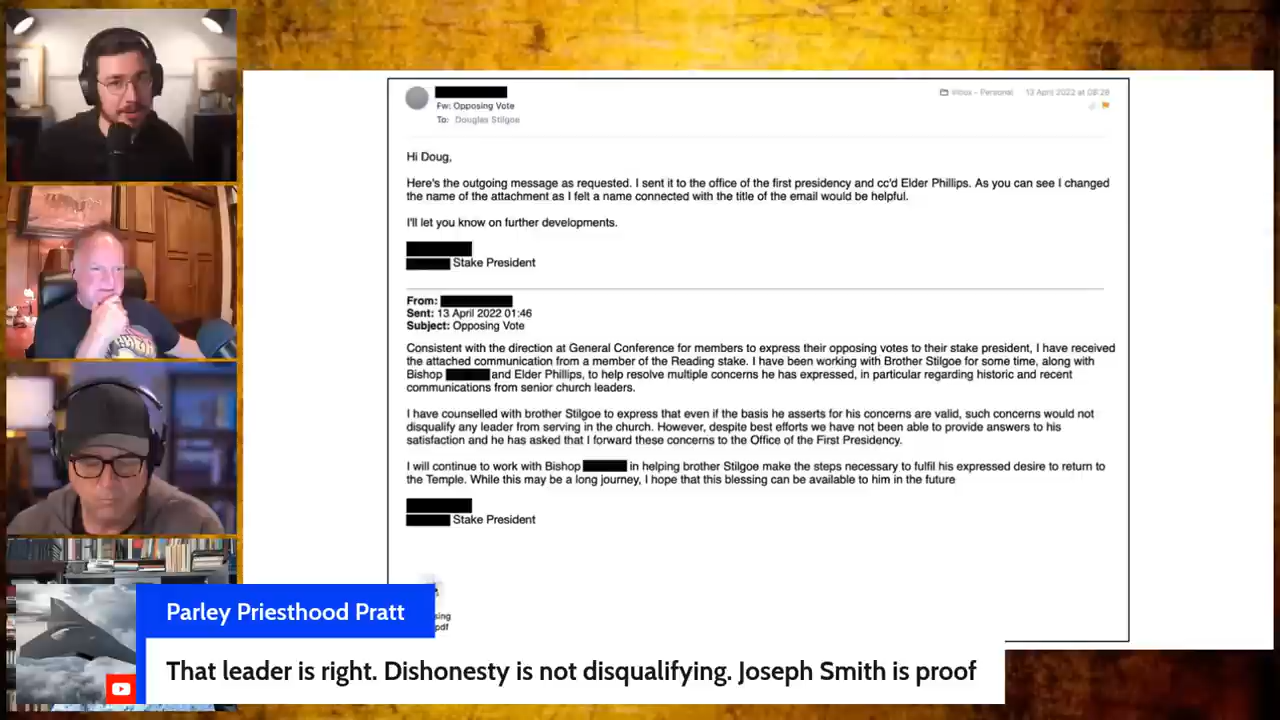 Fw: Opposing Vote
Inbox - Personal 13 April 2022 at 08:28
To: Douglas Stilgoe
Hi Doug,
Here's the outgoing message as requested. I sent it to the office of the first presidency and cc'd Elder Phillips. As you can see I changed
the name of the attachment as I felt a name connected with the title of the email would be helpful.
I'll let you know on further developments.
Stake President
From:
Sent: 13 April 2022 01:46
Subject: Opposing Vote
Consistent with the direction at General Conference for members to express their opposing votes to their stake president, I have received
the attached communication from a member of the Reading stake. I have been working with Brother Stilgoe for some time, along with
Bishop and Elder Phillips, to help resolve multiple concerns he has expressed, in particular regarding historic and recent
communications from senior church leaders.
I have counselled with brother Stilgoe to express that even if the basis he asserts for his concerns are valid, such concerns would not
disqualify any leader from serving in the church. However, despite best efforts we have not been able to provide answers to his
satisfaction and he has asked that I forward these concerns to the Office of the First Presidency.
I will continue to work with Bishop in helping brother Stilgoe make the steps necessary to fulfil his expressed desire to return to
the Temple. While this may be a long journey, I hope that this blessing can be available to him in the future
Stake President
sing
pdf
Parley Priesthood Pratt
That leader is right. Dishonesty is not disqualifying. Joseph Smith is proof